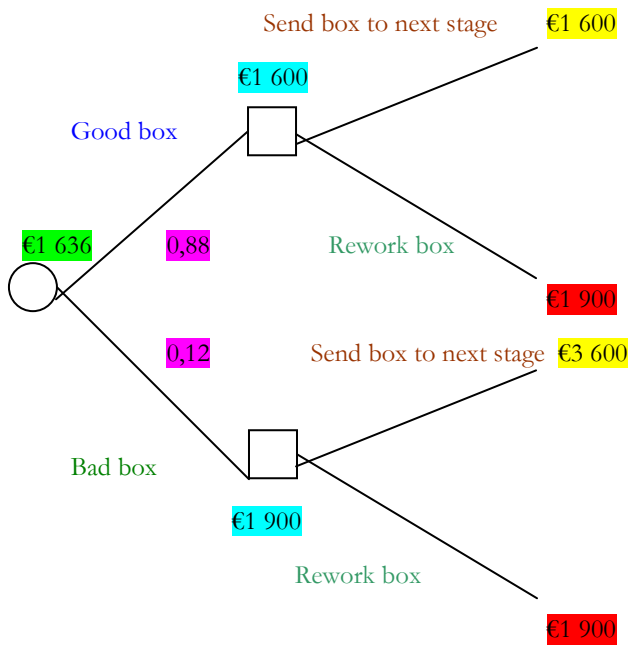 Send box to next stage €1 600
€1 600
Good box
€1 636 0,88 Rework box
€1 900
0,12 Send box to next stage €3 600
Bad box
€1 900
Rework box
€1 900